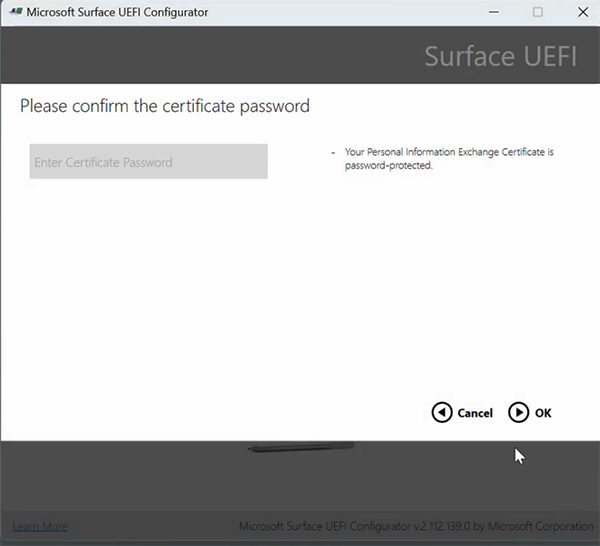 Microsoft Surface UEFI Configurator
Surface UEFI
Please confirm the certificate password
Enter Certificate Password
- Your Personal Information Exchange Certificate is
password-protected.
Cancel
OK
Learn More
Microsoft Surface UEFI Configurator v.2.112.139.0 by Microsoft Corporation